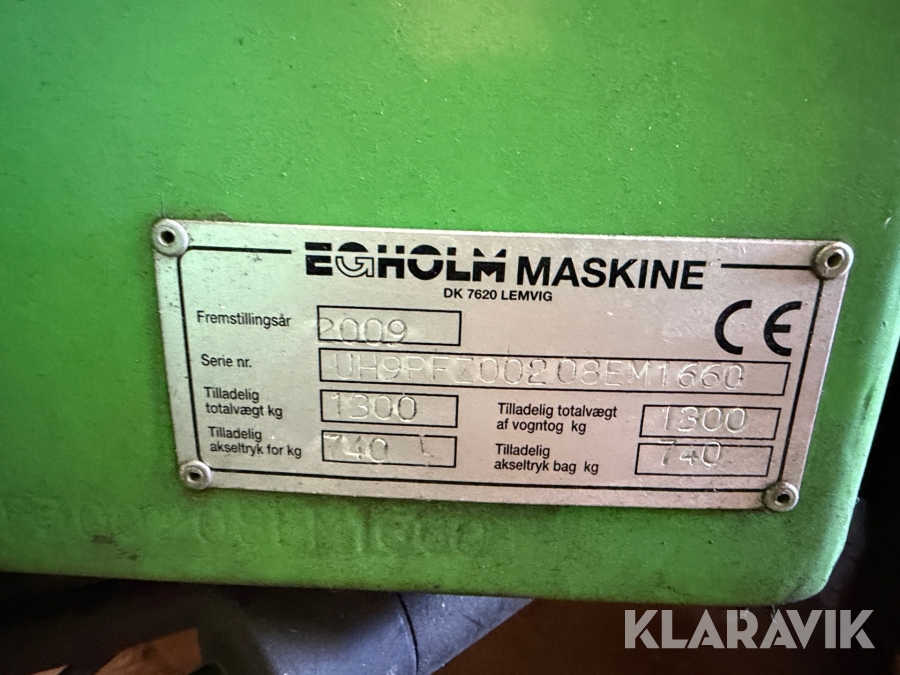 EGHOLM MASKINE
DK 7620 LEMVIG
CE
Fremstillingsår 2009
Serie nr. UH9PFZ00208EM1660
Tilladelig totalvægt kg 1300
Tilladelig totalvægt af vogntog kg 1300
Tilladelig akseltryk for kg 740
Tilladelig akseltryk bag kg 740
KLARAVIK